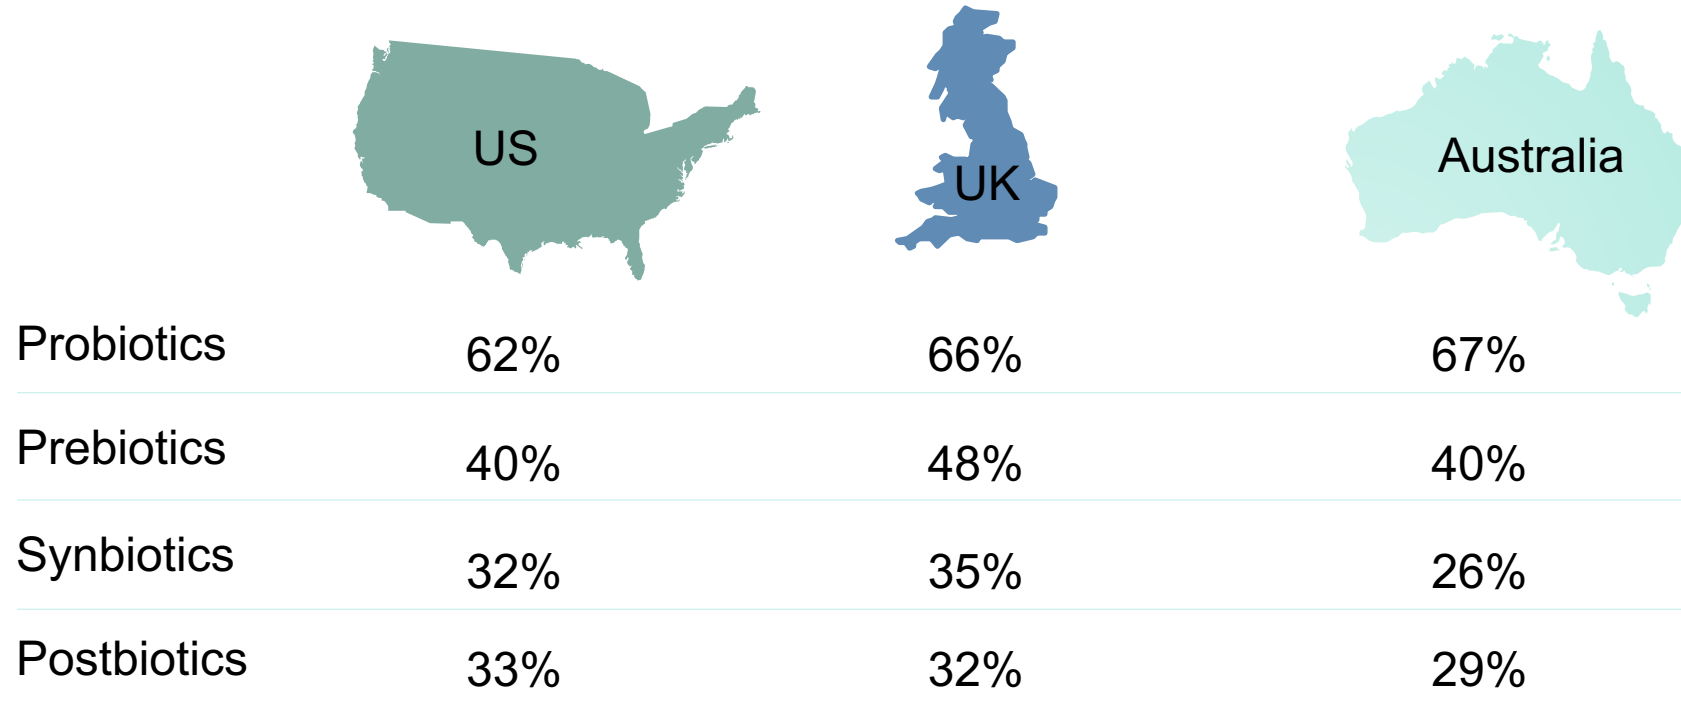 US UK Australia
Probiotics 62% 66% 67%
Prebiotics 40% 48% 40%
Synbiotics 32% 35% 26%
Postbiotics 33% 32% 29%